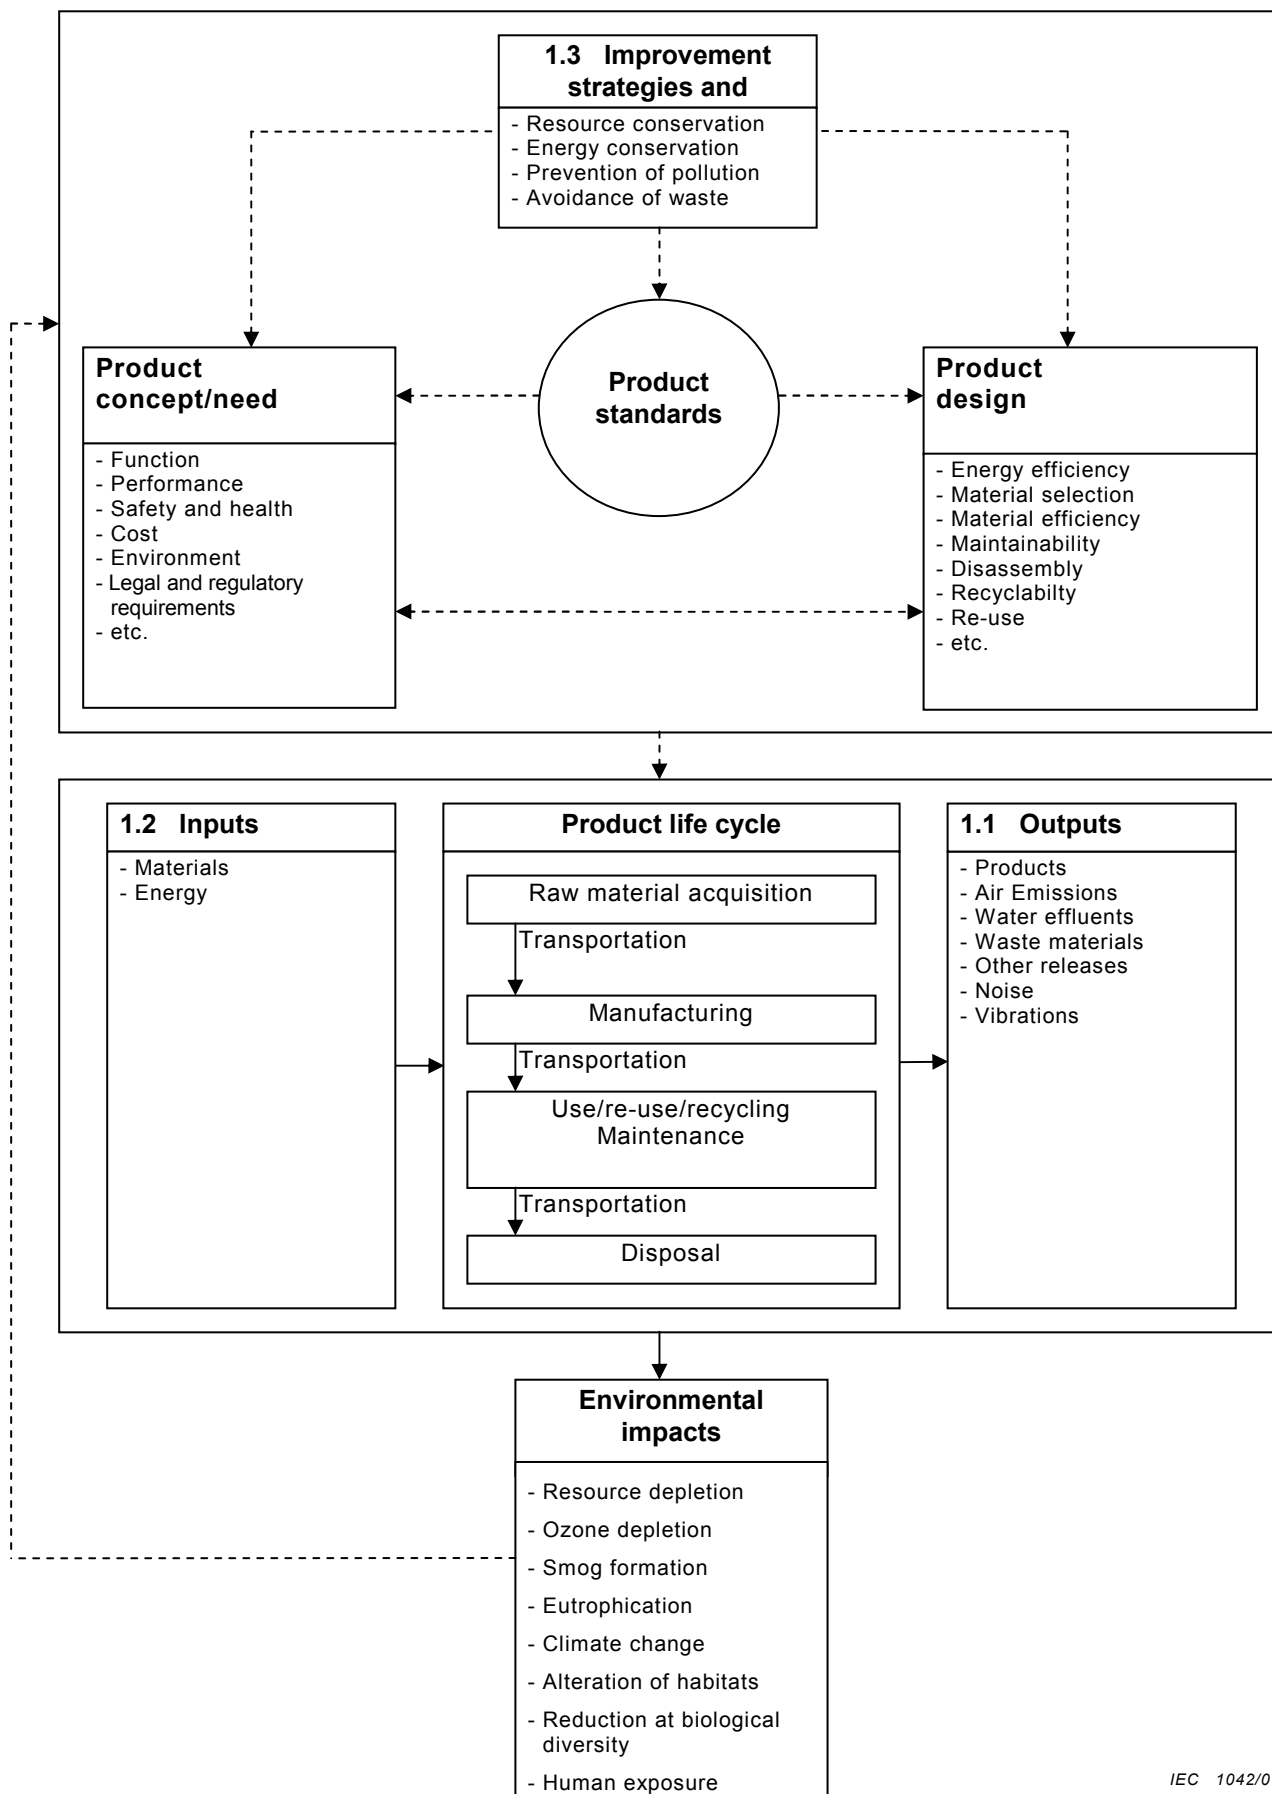 1.3 Improvement
strategies and
- Resource conservation
- Energy conservation
- Prevention of pollution
- Avoidance of waste
Product
concept/need
- Function
- Performance
- Safety and health
- Cost
- Environment
- Legal and regulatory
requirements
- etc.
Product
standards
Product
design
- Energy efficiency
- Material selection
- Material efficiency
- Maintainability
- Disassembly
- Recyclabilty
- Re-use
- etc.
1.2 Inputs
- Materials
- Energy
Product life cycle
Raw material acquisition
Transportation
Manufacturing
Transportation
Use/re-use/recycling
Maintenance
Transportation
Disposal
1.1 Outputs
- Products
- Air Emissions
- Water effluents
- Waste materials
- Other releases
- Noise
- Vibrations
Environmental
impacts
- Resource depletion
- Ozone depletion
- Smog formation
- Eutrophication
- Climate change
- Alteration of habitats
- Reduction at biological
diversity
- Human exposure
IEC 1042/0